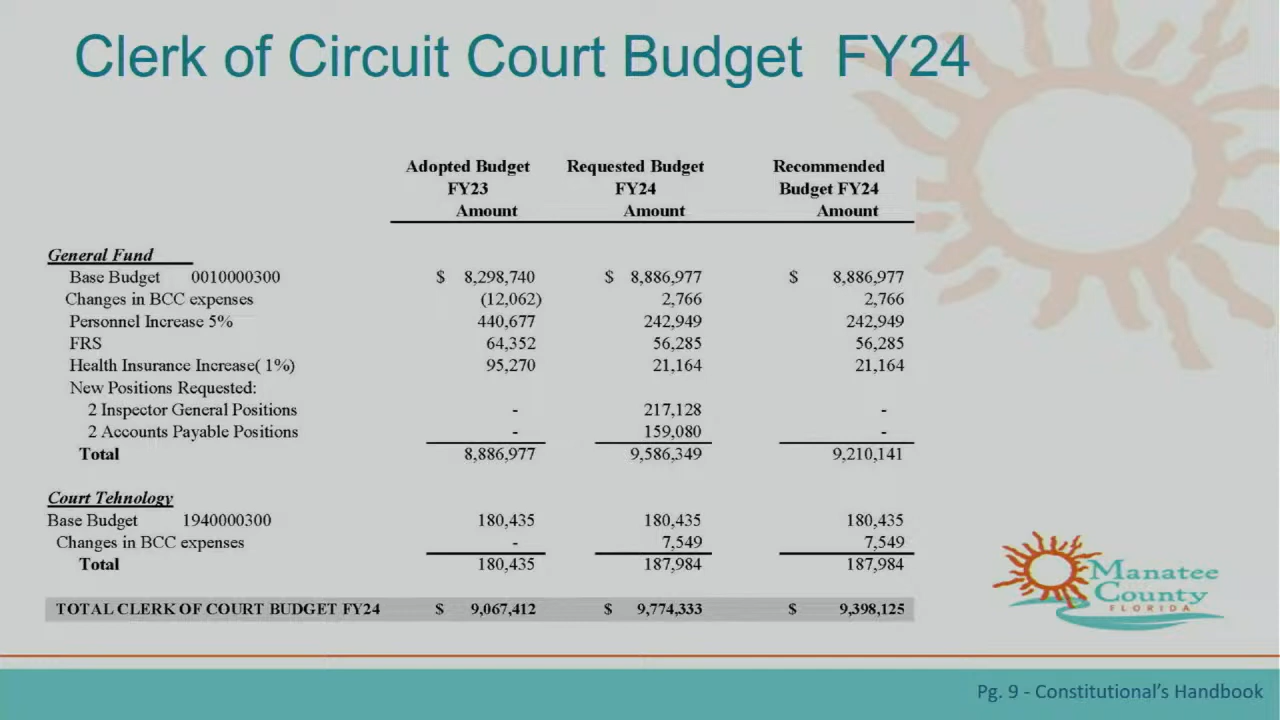 Clerk of Circuit Court Budget FY24
Adopted Budget Requested Budget Recommended
FY23 FY24 Budget FY24
Amount Amount Amount
General Fund
Base Budget 0010000300 $ 8,298,740 $ 8,886,977 $ 8,886,977
Changes in BCC expenses (12,062) 2,766 2,766
Personnel Increase 5% 440,677 242,949 242,949
FRS 64,352 56,285 56,285
Health Insurance Increase( 1%) 95,270 21,164 21,164
New Positions Requested:
2 Inspector General Positions - 217,128 -
2 Accounts Payable Positions - 159,080 -
Total 8,886,977 9,586,349 9,210,141
Court Tehnology
Base Budget 1940000300 180,435 180,435 180,435
Changes in BCC expenses - 7,549 7,549
Total 180,435 187,984 187,984
TOTAL CLERK OF COURT BUDGET FY24 $ 9,067,412 $ 9,774,333 $ 9,398,125
Manatee
County
FLORIDA
Pg. 9 - Constitutional's Handbook